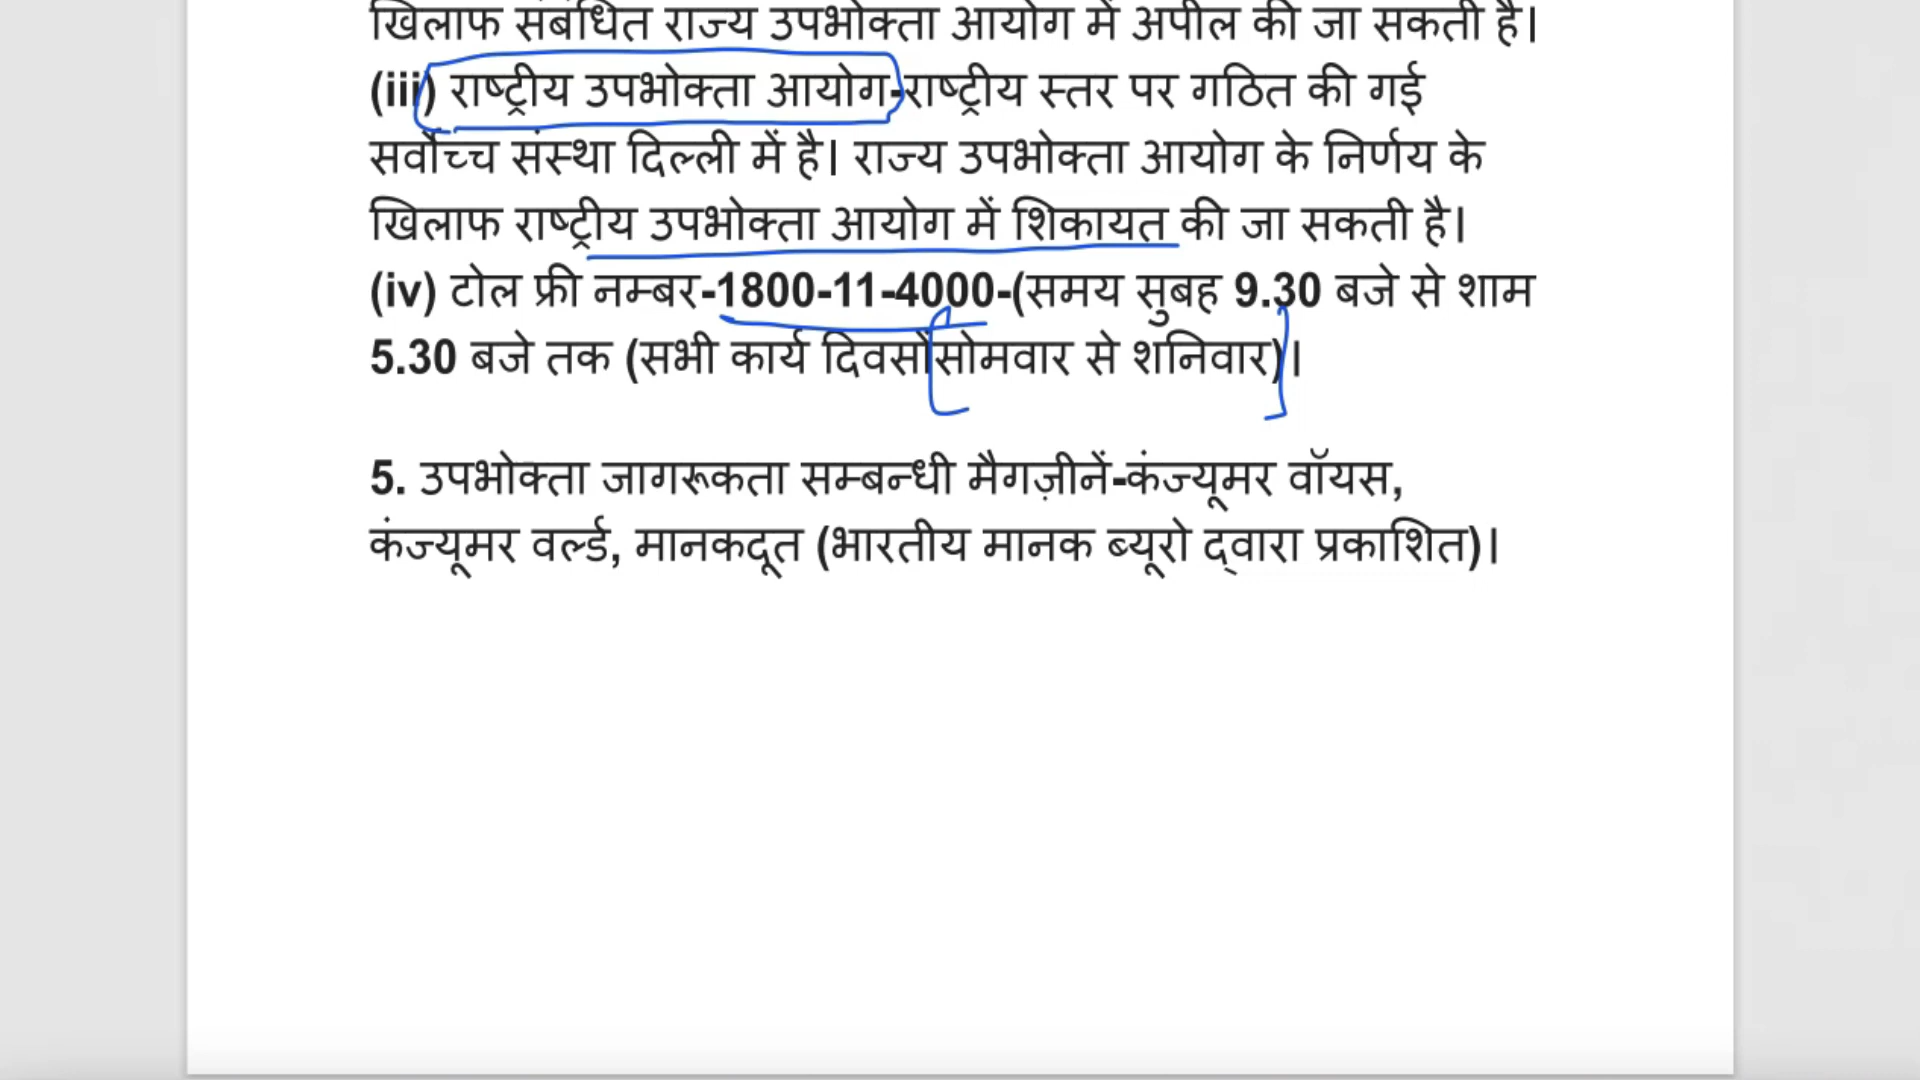 खिलाफ संबंधित राज्य उपभोक्ता आयोग में अपील की जा सकती है।
(iii) राष्ट्रीय उपभोक्ता आयोग-राष्ट्रीय स्तर पर गठित की गई
सर्वोच्च संस्था दिल्ली में है। राज्य उपभोक्ता आयोग के निर्णय के
खिलाफ राष्ट्रीय उपभोक्ता आयोग में शिकायत की जा सकती है।
(iv) टोल फ्री नम्बर-1800-11-4000-(समय सुबह 9.30 बजे से शाम
5.30 बजे तक (सभी कार्य दिवसों सोमवार से शनिवार)।
5. उपभोक्ता जागरूकता सम्बन्धी मैगज़ीनें-कंज्यूमर वॉयस,
कंज्यूमर वर्ल्ड, मानकदूत (भारतीय मानक ब्यूरो द्वारा प्रकाशित)।